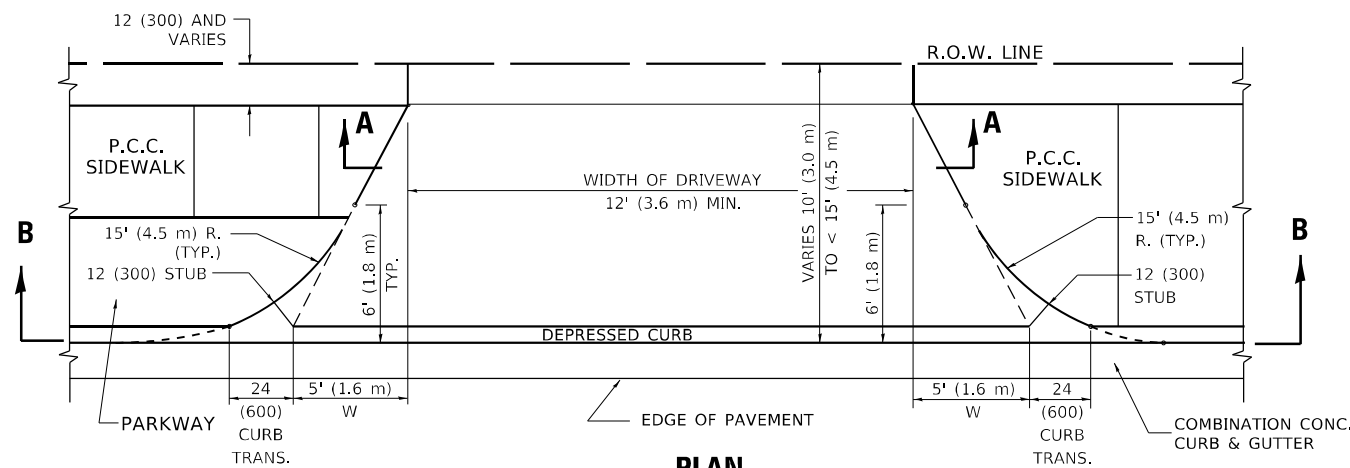 12 (300) AND
VARIES
R.O.W. LINE
A
A
P.C.C.
SIDEWALK
P.C.C.
SIDEWALK
WIDTH OF DRIVEWAY
12' (3.6 m) MIN.
VARIES 10' (3.0 m)
TO < 15' (4.5 m)
B
B
15' (4.5 m) R.
(TYP.)
12 (300) STUB
6' (1.8 m)
TYP.
6' (1.8 m)
15' (4.5 m)
R. (TYP.)
12 (300)
STUB
DEPRESSED CURB
24
(600)
CURB
TRANS.
5' (1.6 m)
W
5' (1.6 m)
W
24
(600)
CURB
TRANS.
PARKWAY
EDGE OF PAVEMENT
COMBINATION CONC.
CURB & GUTTER
PLAN